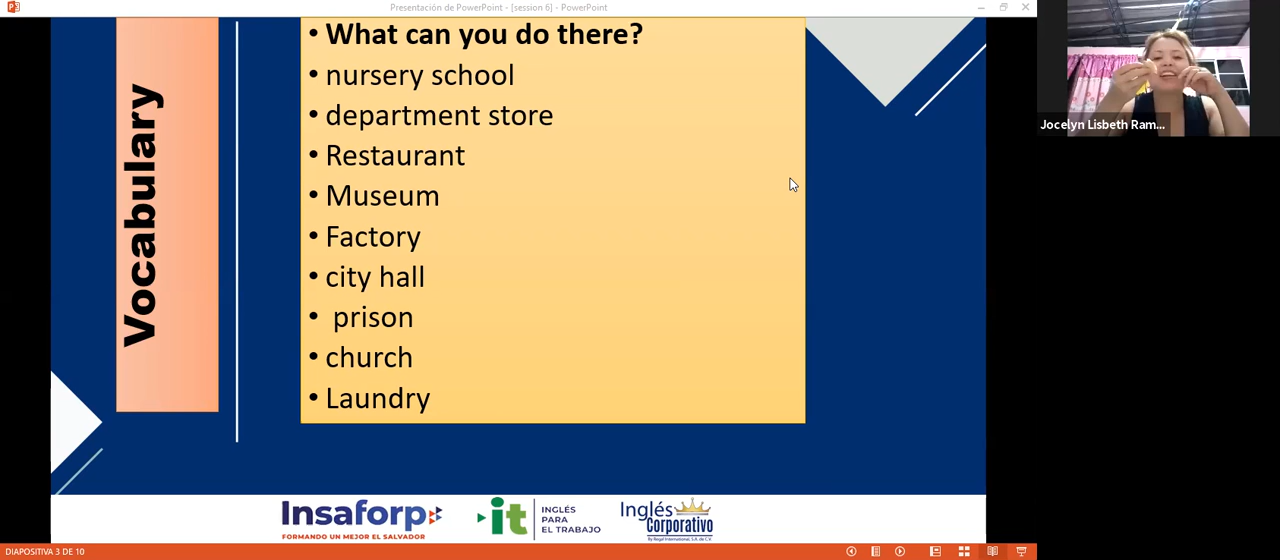 Presentación de PowerPoint - [session 6] - PowerPoint
Vocabulary
• What can you do there?
• nursery school
• department store
• Restaurant
• Museum
• Factory
• city hall
• prison
• church
• Laundry
Jocelyn Lisbeth Ram...
Insaforp
FORMANDO UN MEJOR EL SALVADOR
it
INGLÉS
PARA
EL TRABAJO
Inglés
Corporativo
DIAPOSITIVA 3 DE 10